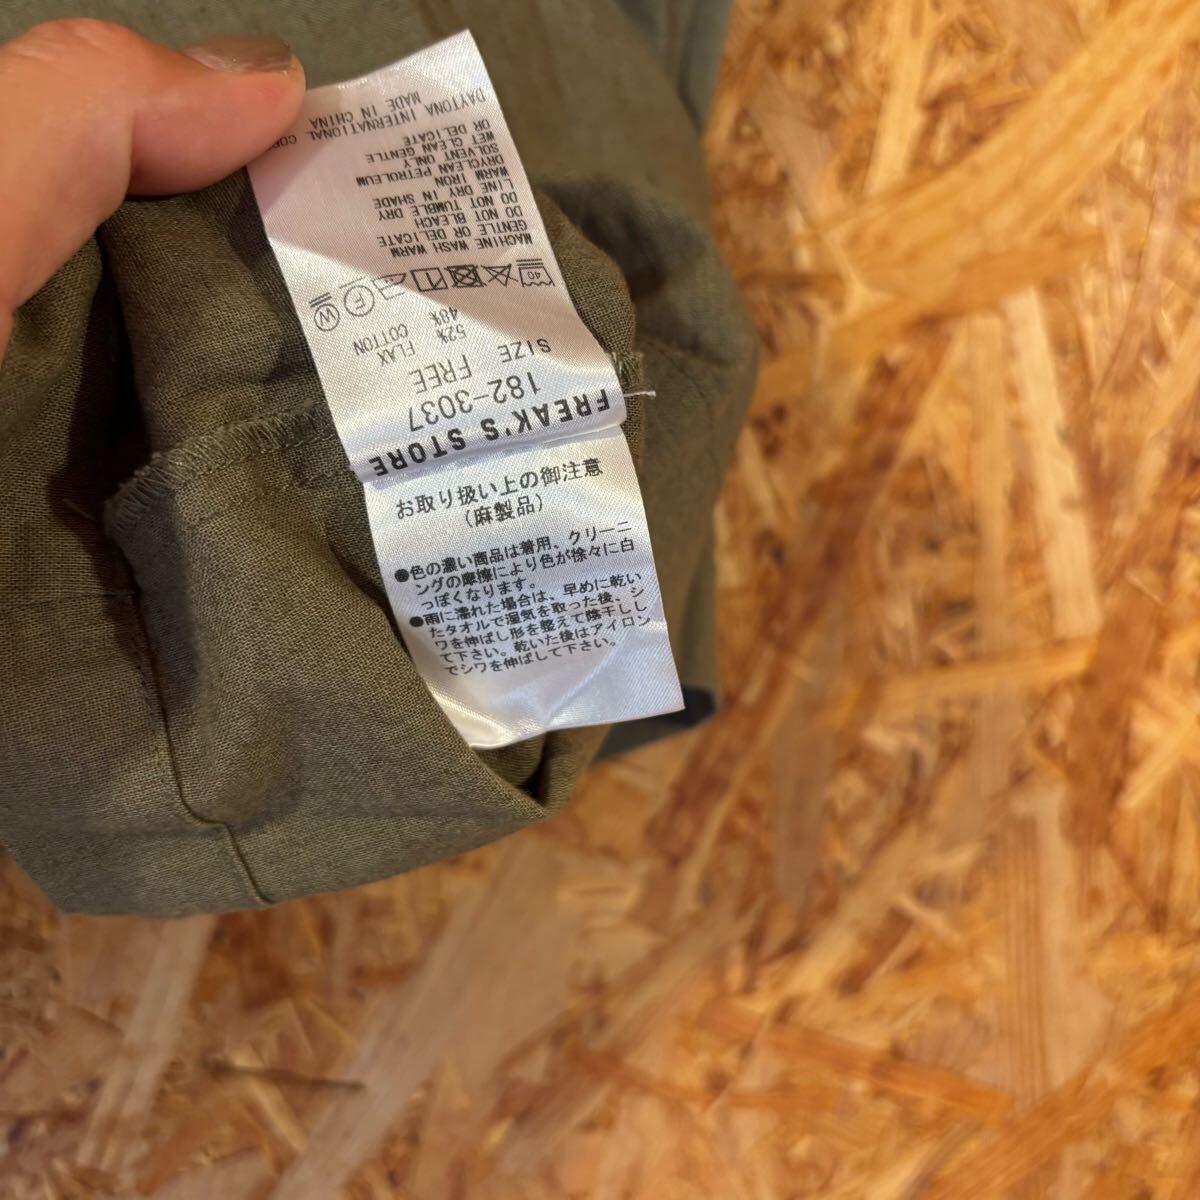 FREAK'S STORE
182-3037
SIZE FREE
FLAX 52%
COTTON 48%
40
F
W
MACHINE WASH WARM
GENTLE OR DELICATE
DO NOT BLEACH
DO NOT TUMBLE DRY
LINE DRY IN SHADE
WARM IRON
DRYCLEAN PETROLEUM
SOLVENT ONLY
WET CLEAN GENTLE
OR DELICATE
DAYTONA INTERNATIONAL COR
MADE IN CHINA
お取り扱い上の御注意
(麻製品)
●色の濃い商品は着用、クリーニ
ングの摩擦により色が徐々に白
っぽくなります。
●雨に濡れた場合は、早めに乾い
たタオルで湿気を取った後、シ
ワを伸ばし形を整えて陰干しし
て下さい。乾いた後はアイロン
でシワを伸ばして下さい。